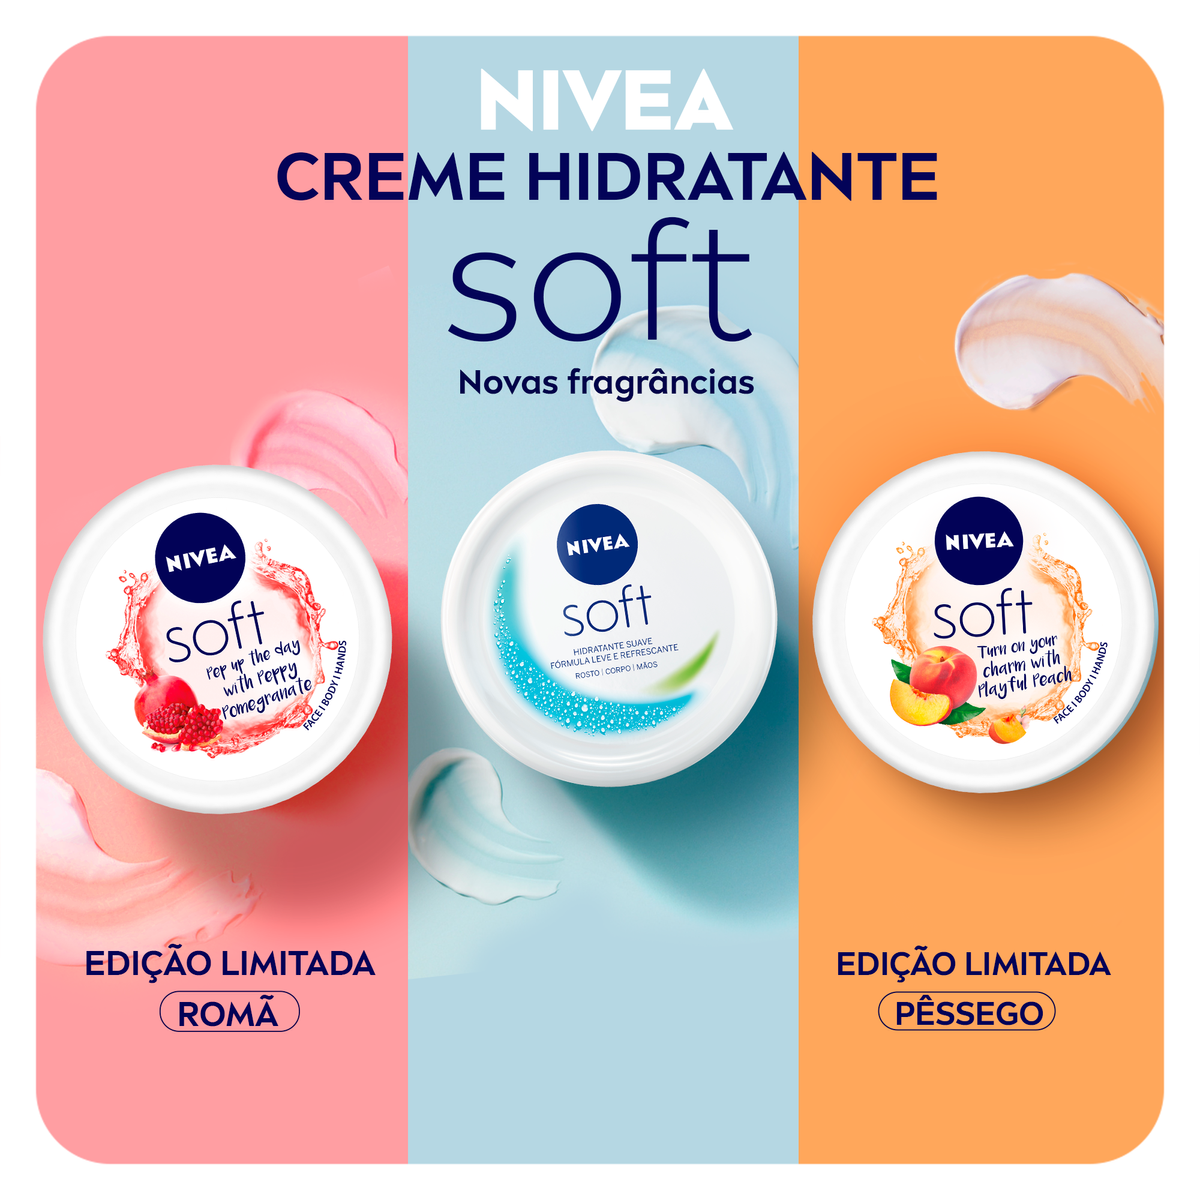 NIVEA
CREME HIDRATANTE
soft
Novas fragrâncias
NIVEA
soft
Pop up the day
with Peppy
Pomegranate
FACE | BODY | HANDS
NIVEA
soft
HIDRATANTE SUAVE
FÓRMULA LEVE E REFRESCANTE
ROSTO | CORPO | MÃOS
NIVEA
soft
Turn on your
charm with
Playful Peach
FACE | BODY | HANDS
EDIÇÃO LIMITADA
ROMÃ
EDIÇÃO LIMITADA
PÊSSEGO